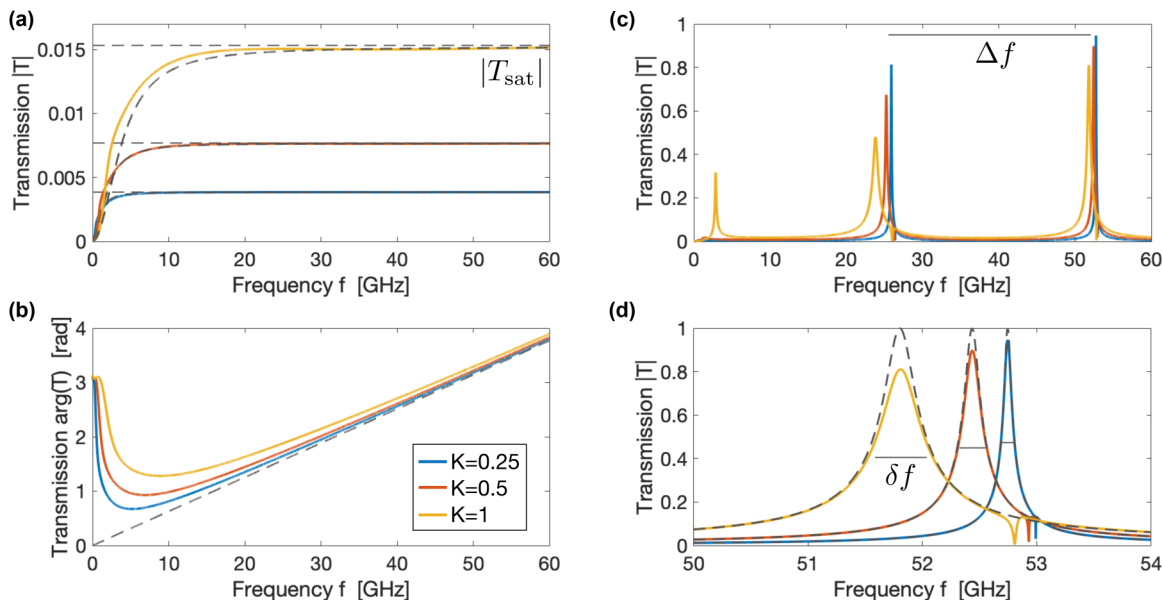 (a)
Transmission |T|
0.015
0.01
0.005
0
|T_sat|
0 10 20 30 40 50 60
Frequency f [GHz]
(b)
Transmission arg(T) [rad]
4
3
2
1
0
K=0.25
K=0.5
K=1
0 10 20 30 40 50 60
Frequency f [GHz]
(c)
Transmission |T|
1
0.8
0.6
0.4
0.2
0
Δf
0 10 20 30 40 50 60
Frequency f [GHz]
(d)
Transmission |T|
1
0.8
0.6
0.4
0.2
0
δf
50 51 52 53 54
Frequency f [GHz]